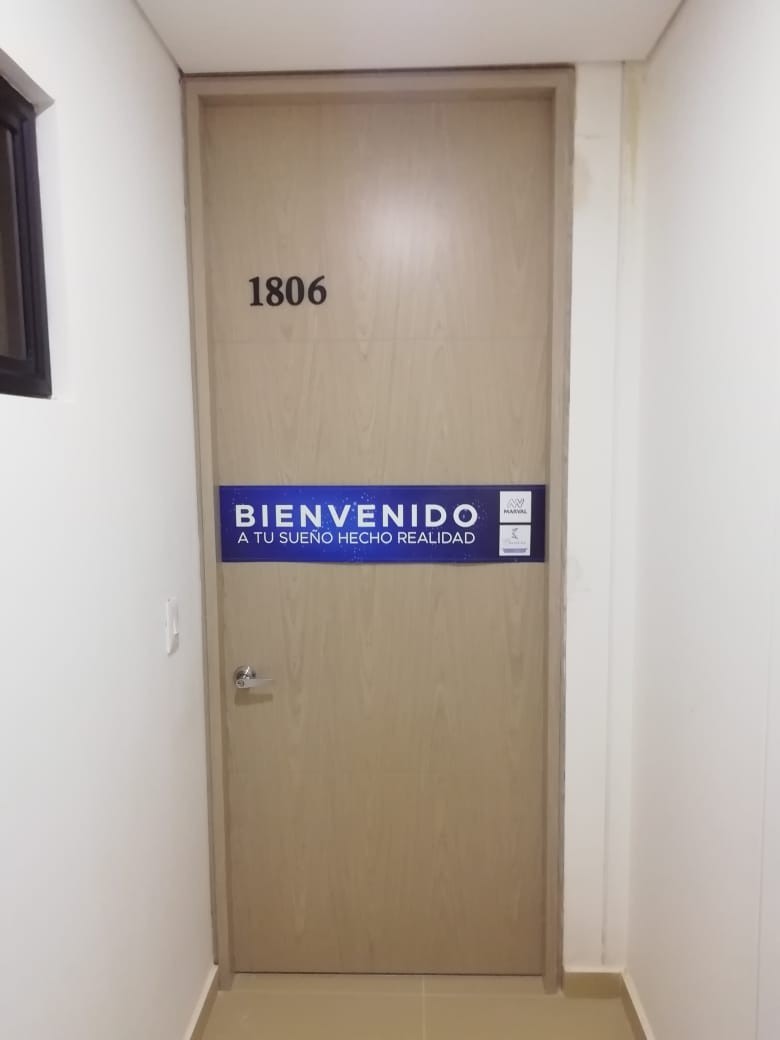 1806
BIENVENIDO
A TU SUEÑO HECHO REALIDAD
MARVAL